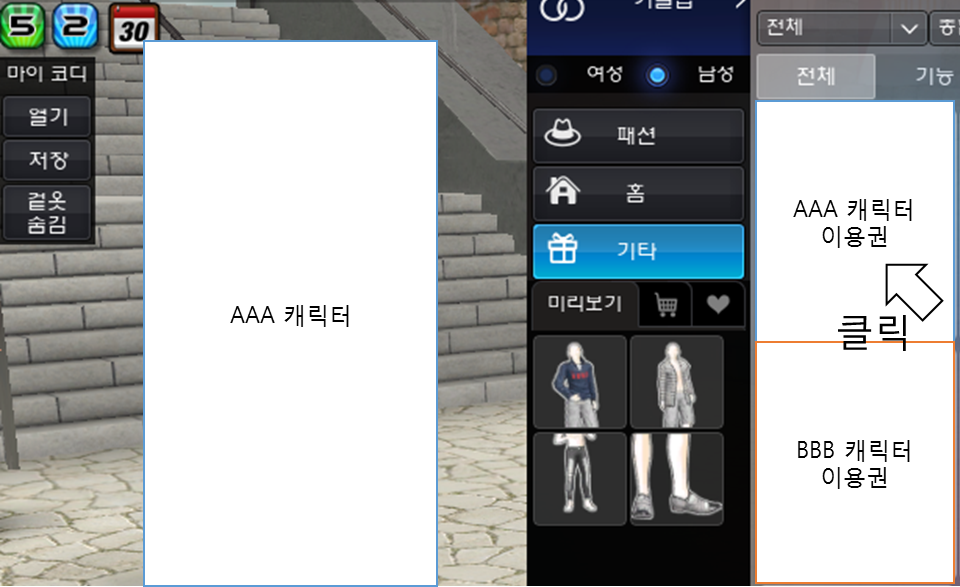 5
2
30
마이 코디
열기
저장
겉옷
숨김
AAA 캐릭터
여성
남성
패션
홈
기타
미리보기
전체
전체
기능
AAA 캐릭터
이용권
클릭
BBB 캐릭터
이용권